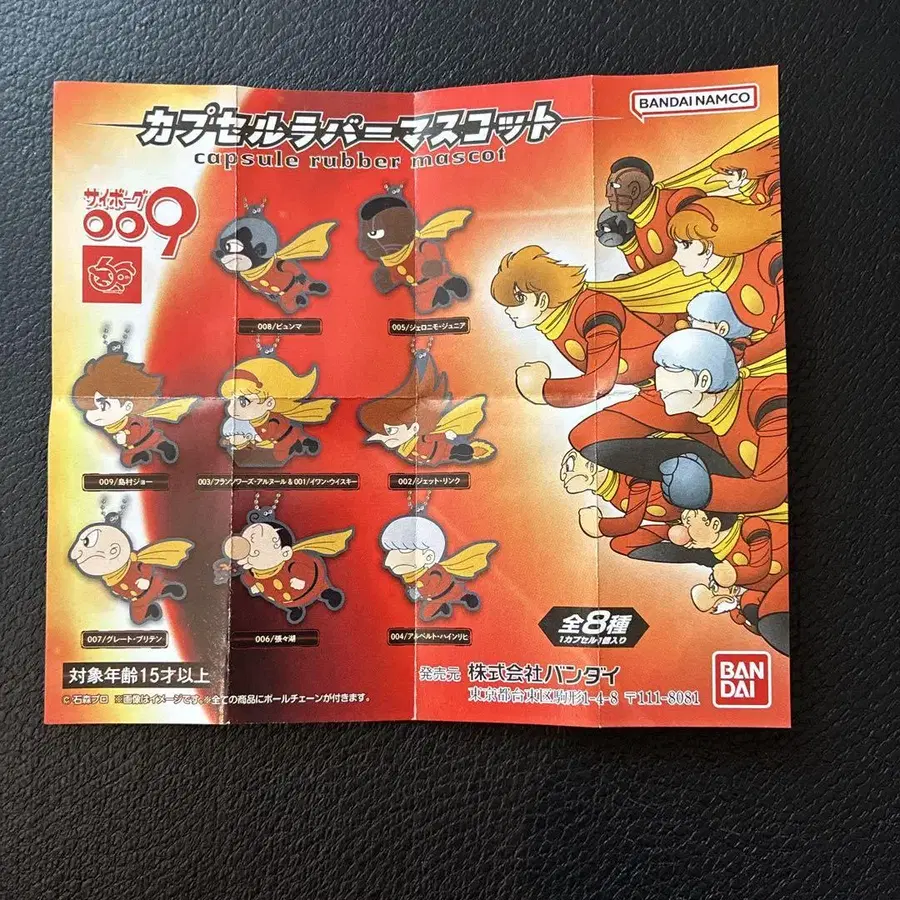 カプセルラバーマスコット
capsule rubber mascot
BANDAI NAMCO
サイボーグ
009
60
008/ピュンマ
005/ジェロニモ・ジュニア
009/島村ジョー
003/フランソワーズ・アルヌール & 001/イワン・ウイスキー
002/ジェット・リンク
007/グレート・ブリテン
006/張々湖
004/アルベルト・ハインリヒ
全8種
1カプセル1個入り
対象年齢15才以上
発売元 株式会社バンダイ
東京都台東区駒形1-4-8 〒111-8081
BAN
DAI
© 石森プロ ※画像はイメージです。※全ての商品にボールチェーンが付きます。